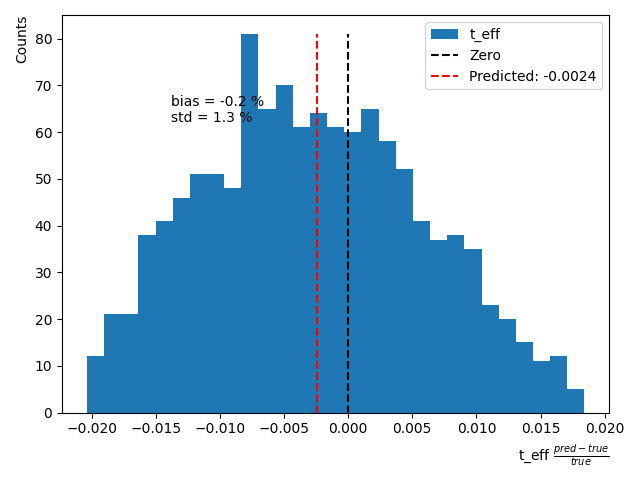 Counts
80
70
60
50
40
30
20
10
0
t_eff
Zero
Predicted: -0.0024
bias = -0.2 %
std = 1.3 %
−0.020 −0.015 −0.010 −0.005 0.000 0.005 0.010 0.015 0.020
t_eff pred−true
true